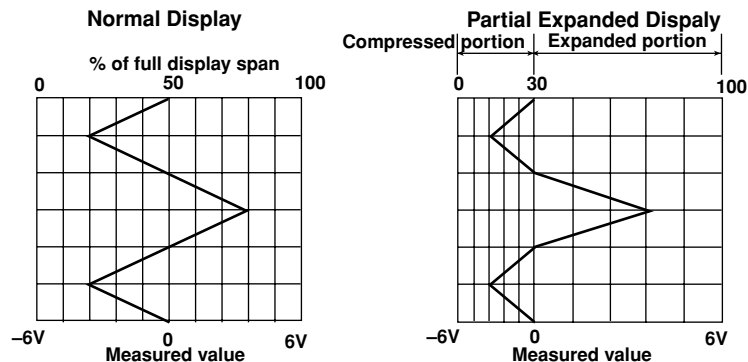 Normal Display
% of full display span
0 50 100
−6V 0 6V
Measured value
Partial Expanded Dispaly
Compressed portion Expanded portion
0 30 100
−6V 0 6V
Measured value